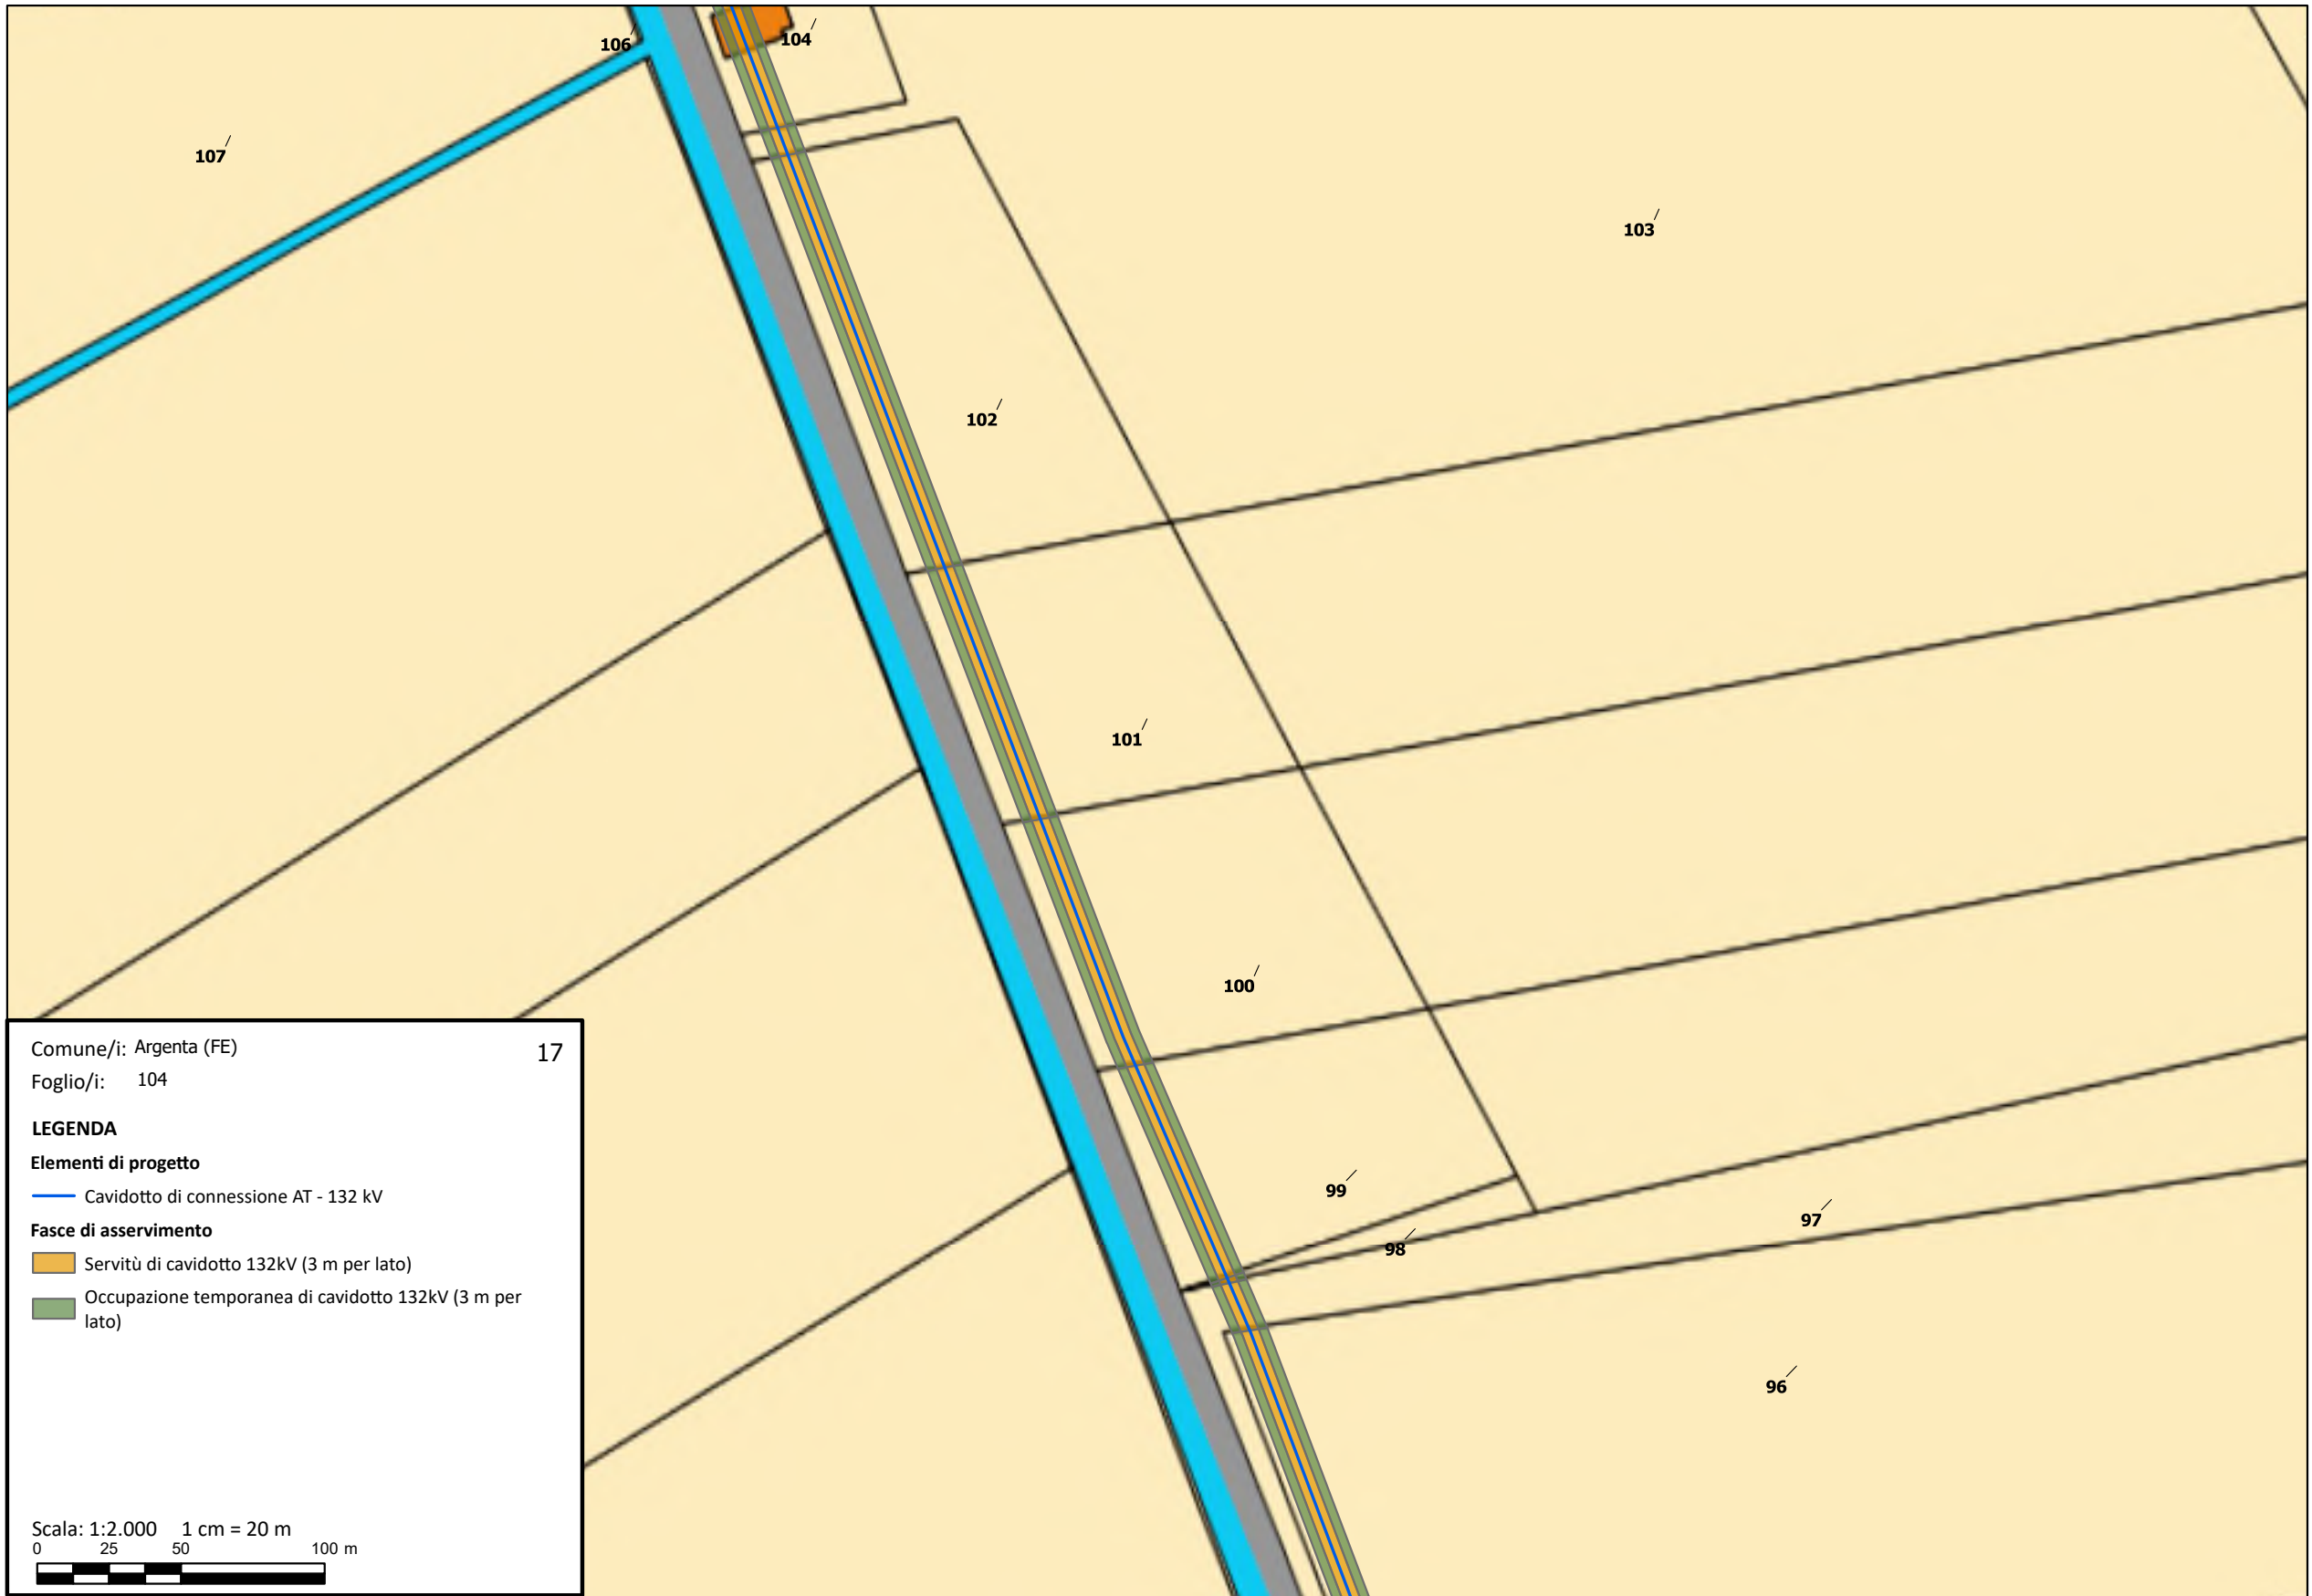 106
104
107
103
102
101
100
99
98
97
96
Comune/i: Argenta (FE)
17
Foglio/i: 104
LEGENDA
Elementi di progetto
Cavidotto di connessione AT - 132 kV
Fasce di asservimento
Servitù di cavidotto 132kV (3 m per lato)
Occupazione temporanea di cavidotto 132kV (3 m per
lato)
Scala: 1:2.000 1 cm = 20 m
0 25 50 100 m